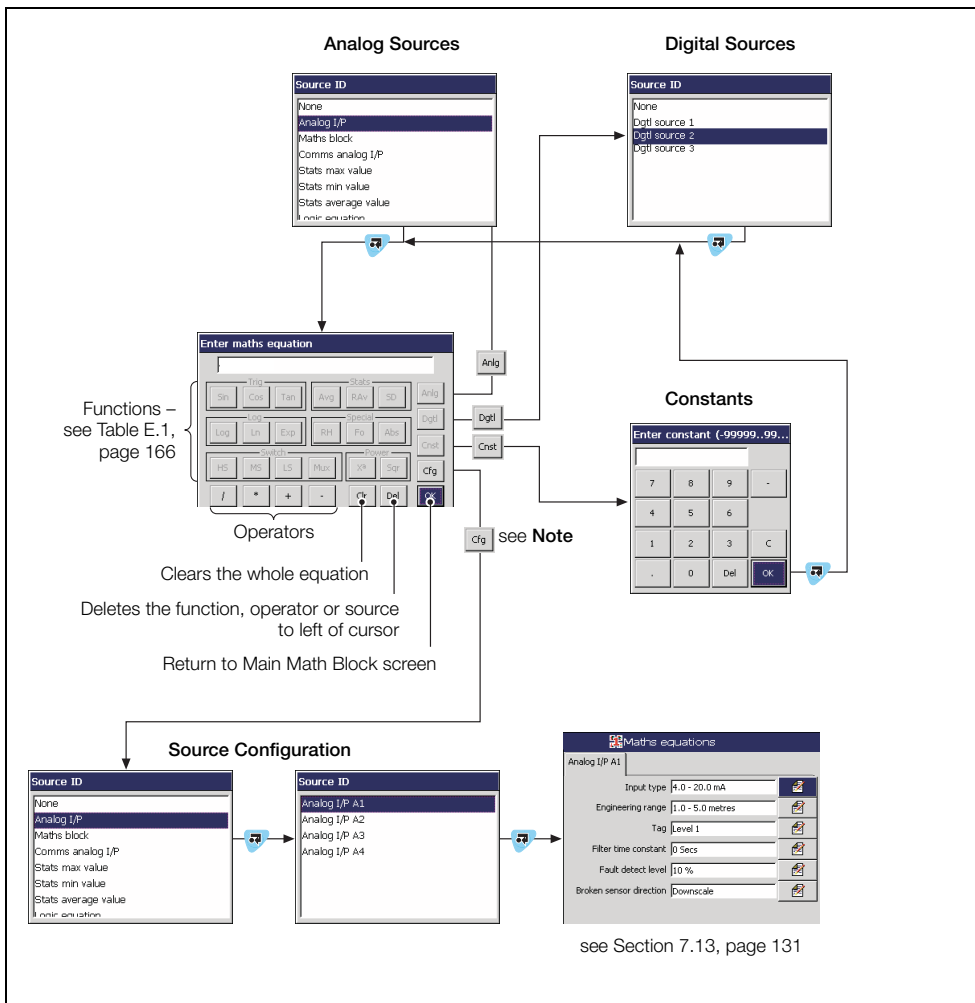 Analog Sources
Source ID
None
Analog I/P
Maths block
Comms analog I/P
Stats max value
Stats min value
Stats average value
Logic equation
Digital Sources
Source ID
None
Dgtl source 1
Dgtl source 2
Dgtl source 3
Enter maths equation
Trig
Stats
Sin Cos Tan Avg RAv SD Anlg
Log
Special
Log Ln Exp RH Fo Abs Dgtl
Switch
Power
Cnst
HS MS LS Mux Sqr Cfg
/ * + - Clr Del OK
Functions –
see Table E.1,
page 166
Operators
Clears the whole equation
Deletes the function, operator or source
to left of cursor
Return to Main Math Block screen
Anlg
Dgtl
Cnst
Cfg see Note
Constants
Enter constant (-99999..99...
7 8 9 -
4 5 6
1 2 3 C
. 0 Del OK
Source Configuration
Source ID
None
Analog I/P
Maths block
Comms analog I/P
Stats max value
Stats min value
Stats average value
Logic equation
Source ID
Analog I/P A1
Analog I/P A2
Analog I/P A3
Analog I/P A4
Maths equations
Analog I/P A1
Input type 4.0 - 20.0 mA
Engineering range 1.0 - 5.0 metres
Tag Level 1
Filter time constant 0 Secs
Fault detect level 10 %
Broken sensor direction Downscale
see Section 7.13, page 131